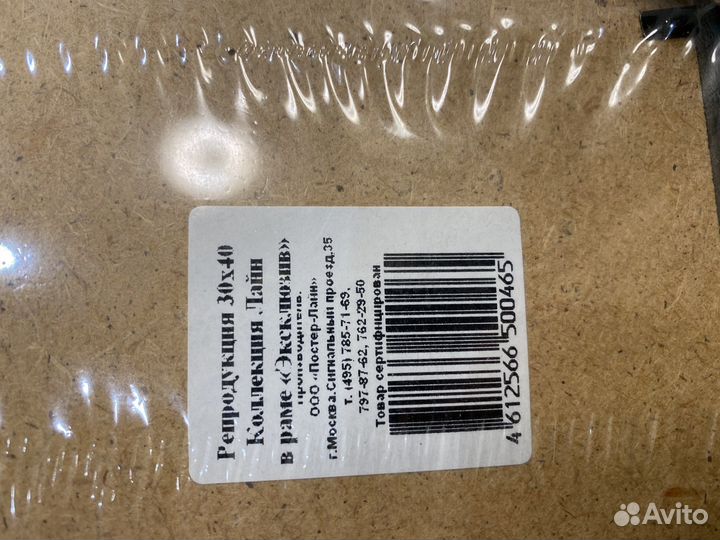 Репродукция 30х40
Коллекция Лайн
в раме «Эксклюзив»
производитель:
ООО «Постер-Лайн»
г.Москва.Сигнальный проезд.35
т. (495) 785-71-69,
797-87-62, 762-29-50
Товар сертифицирован
4 612566 500465
Avito